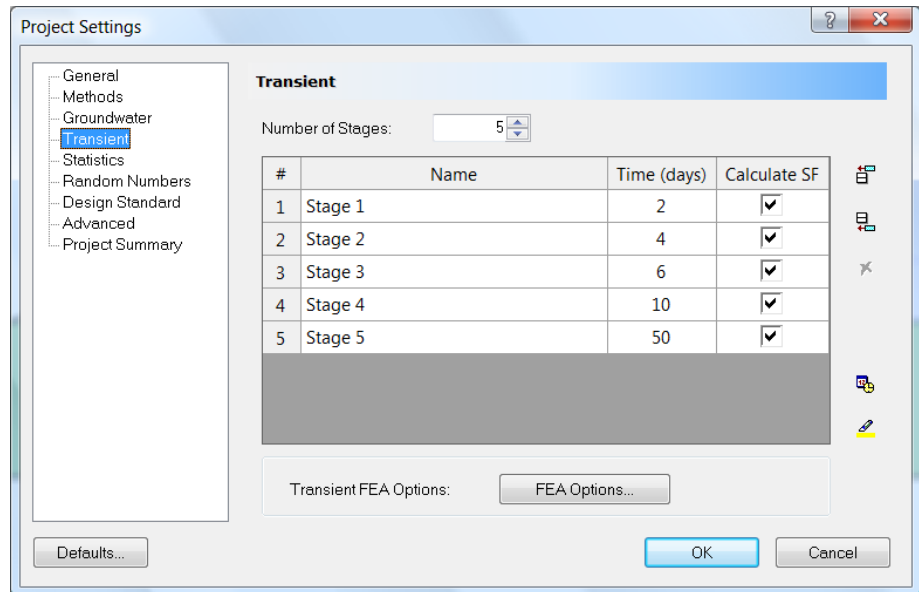 Project Settings
General
Methods
Groundwater
Transient
Statistics
Random Numbers
Design Standard
Advanced
Project Summary
Transient
Number of Stages: 5
# Name Time (days) Calculate SF
1 Stage 1 2
2 Stage 2 4
3 Stage 3 6
4 Stage 4 10
5 Stage 5 50
Transient FEA Options: FEA Options...
Defaults... OK Cancel